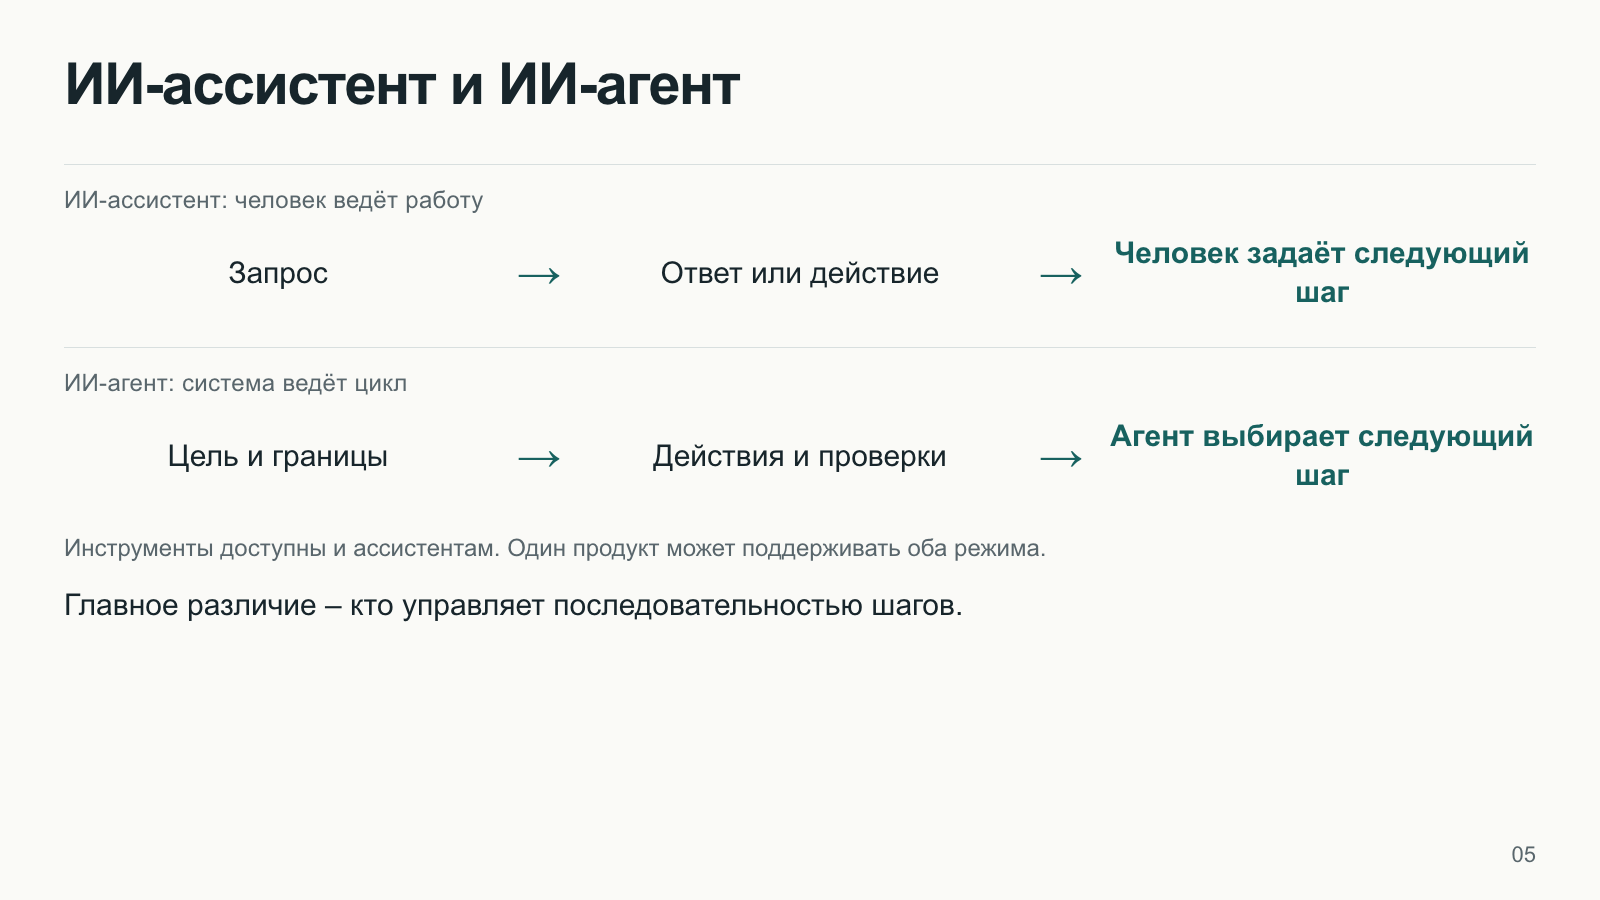 ИИ-ассистент и ИИ-агент
ИИ-ассистент: человек ведёт работу
Запрос → Ответ или действие → Человек задаёт следующий
шаг
ИИ-агент: система ведёт цикл
Цель и границы → Действия и проверки → Агент выбирает следующий
шаг
Инструменты доступны и ассистентам. Один продукт может поддерживать оба режима.
Главное различие – кто управляет последовательностью шагов.
05